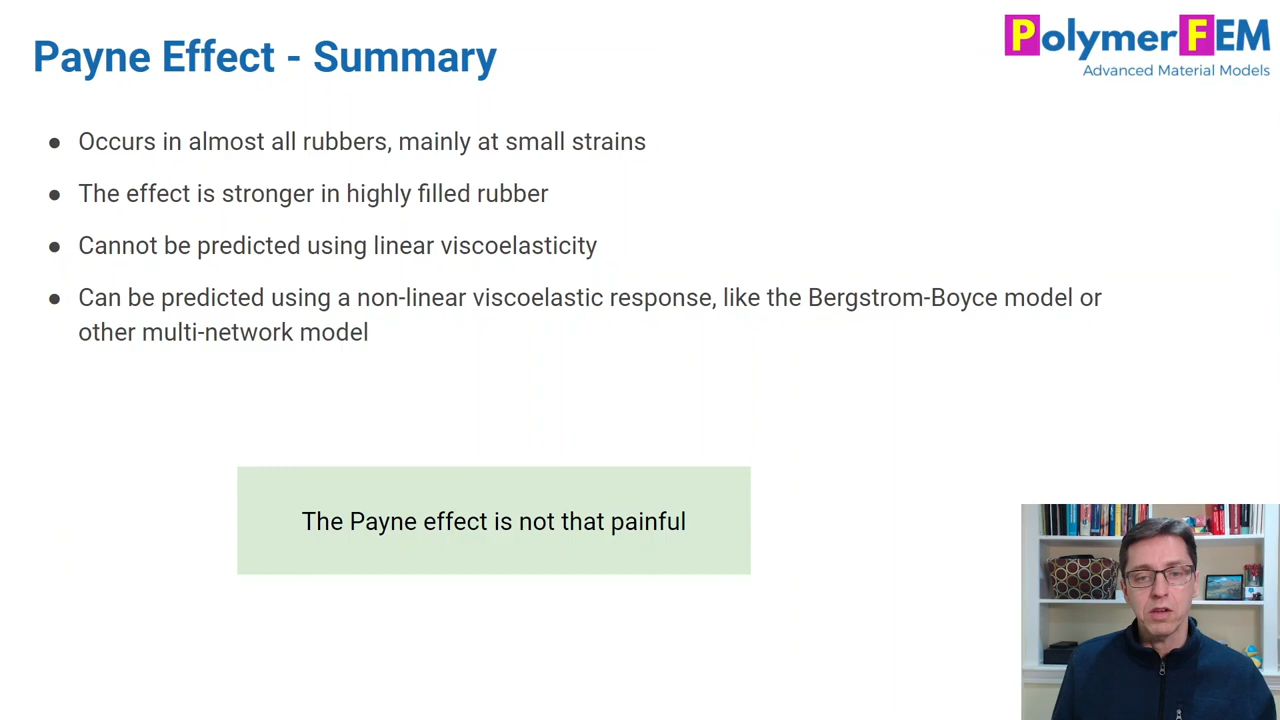 Payne Effect - Summary
PolymerFEM
Advanced Material Models
● Occurs in almost all rubbers, mainly at small strains
● The effect is stronger in highly filled rubber
● Cannot be predicted using linear viscoelasticity
● Can be predicted using a non-linear viscoelastic response, like the Bergstrom-Boyce model or
other multi-network model
The Payne effect is not that painful